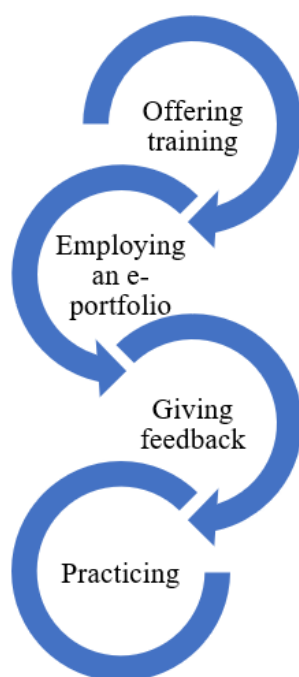 Offering
training
Employing
an e-
portfolio
Giving
feedback
Practicing